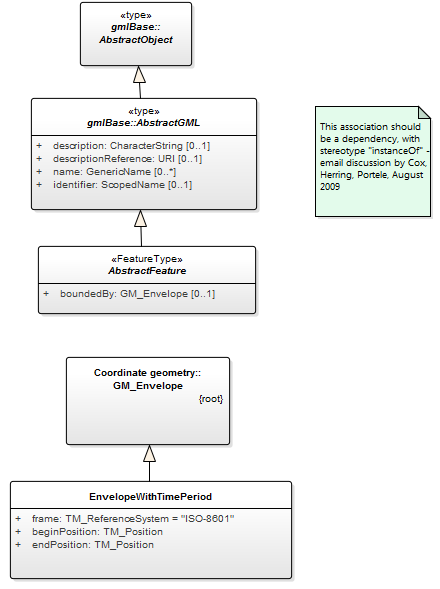 «type»
gmlBase::
AbstractObject
«type»
gmlBase::AbstractGML
+ description: CharacterString [0..1]
+ descriptionReference: URI [0..1]
+ name: GenericName [0..*]
+ identifier: ScopedName [0..1]
This association should
be a dependency, with
stereotype "instanceOf" -
email discussion by Cox,
Herring, Portele, August
2009
«FeatureType»
AbstractFeature
+ boundedBy: GM_Envelope [0..1]
Coordinate geometry::
GM_Envelope
{root}
EnvelopeWithTimePeriod
+ frame: TM_ReferenceSystem = "ISO-8601"
+ beginPosition: TM_Position
+ endPosition: TM_Position